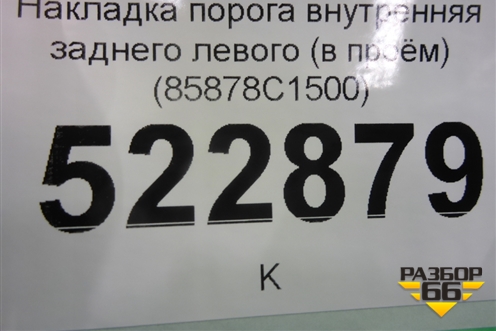 Накладка порога внутренняя
заднего левого (в проём)
(85878C1500)
522879
К
РАЗБОР
66